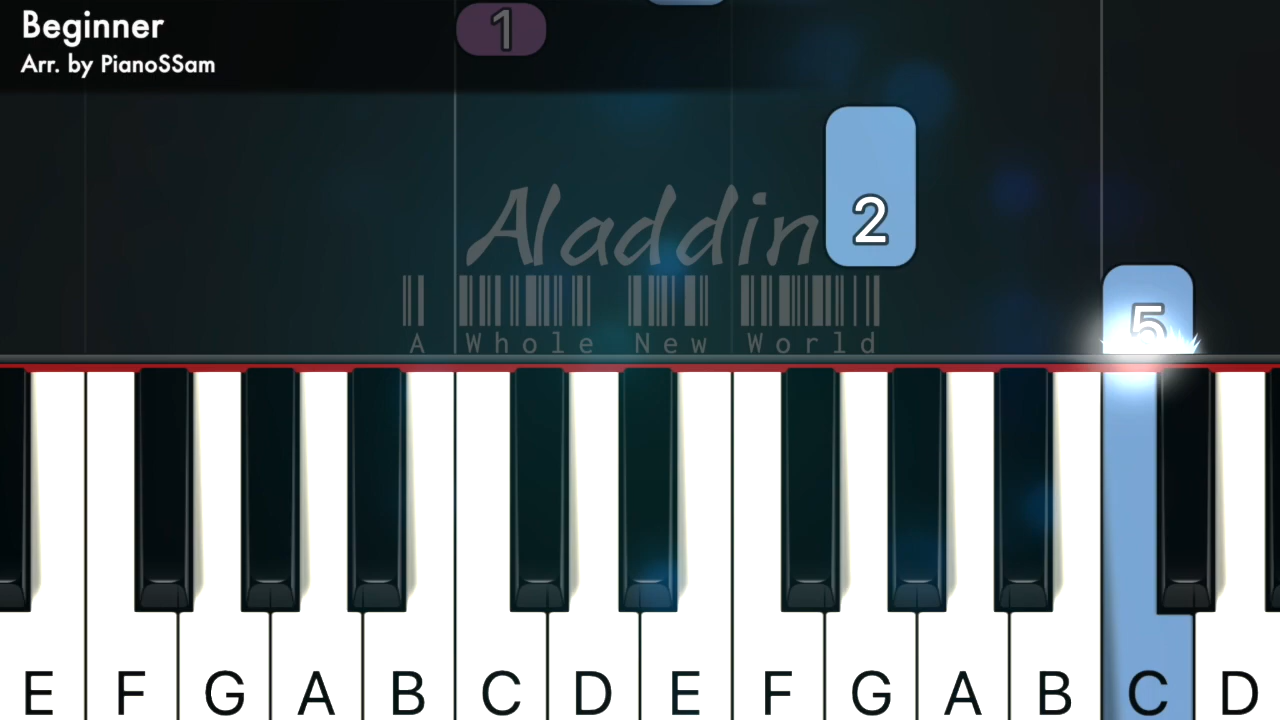 Beginner
Arr. by PianoSSam
1
2
Aladdin
A Whole New World
5
E F G A B C D E F G A B C D